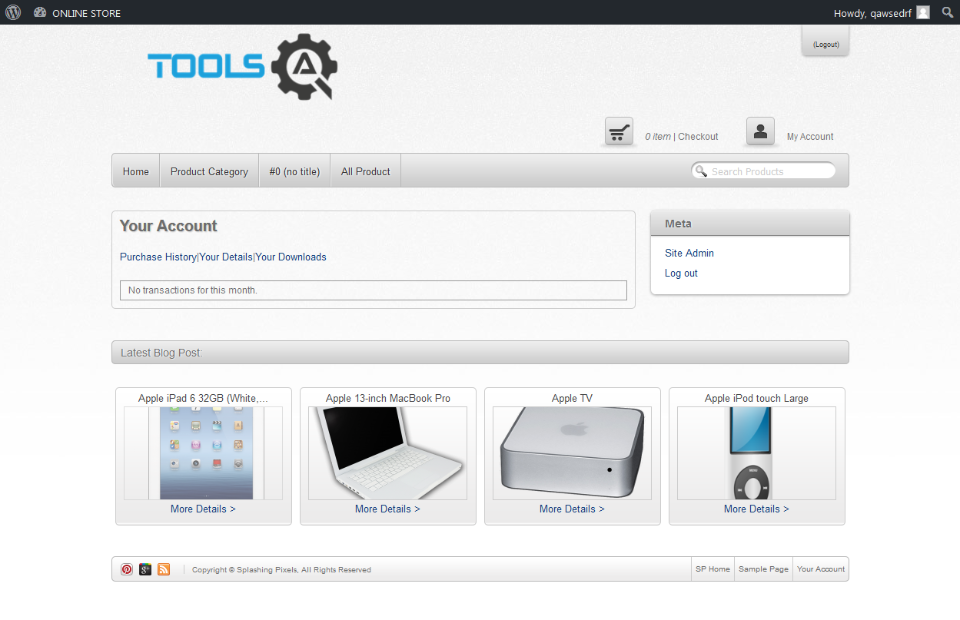 ONLINE STORE
Howdy, qawsedrf
(Logout)
TOOLS QA
0 item | Checkout
My Account
Home
Product Category
#0 (no title)
All Product
Search Products
Your Account
Purchase History|Your Details|Your Downloads
No transactions for this month.
Meta
Site Admin
Log out
Latest Blog Post
Apple iPad 6 32GB (White,...
Apple 13-inch MacBook Pro
Apple TV
Apple iPod touch Large
More Details >
More Details >
More Details >
More Details >
Copyright © Splashing Pixels, All Rights Reserved
SP Home
Sample Page
Your Account